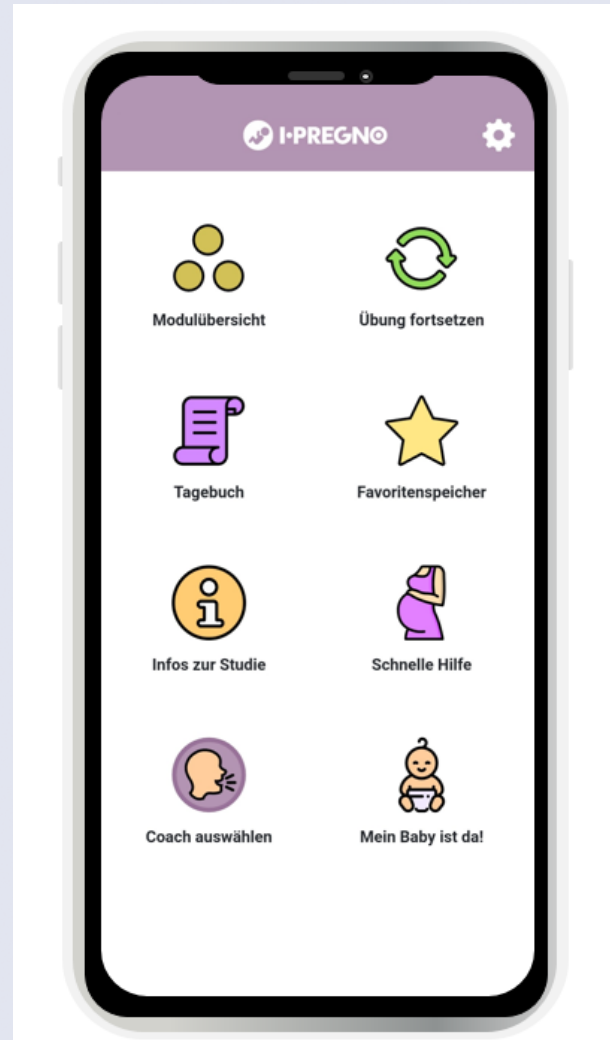 I-PREGNO
Modulübersicht
Übung fortsetzen
Tagebuch
Favoritenspeicher
Infos zur Studie
Schnelle Hilfe
Coach auswählen
Mein Baby ist da!